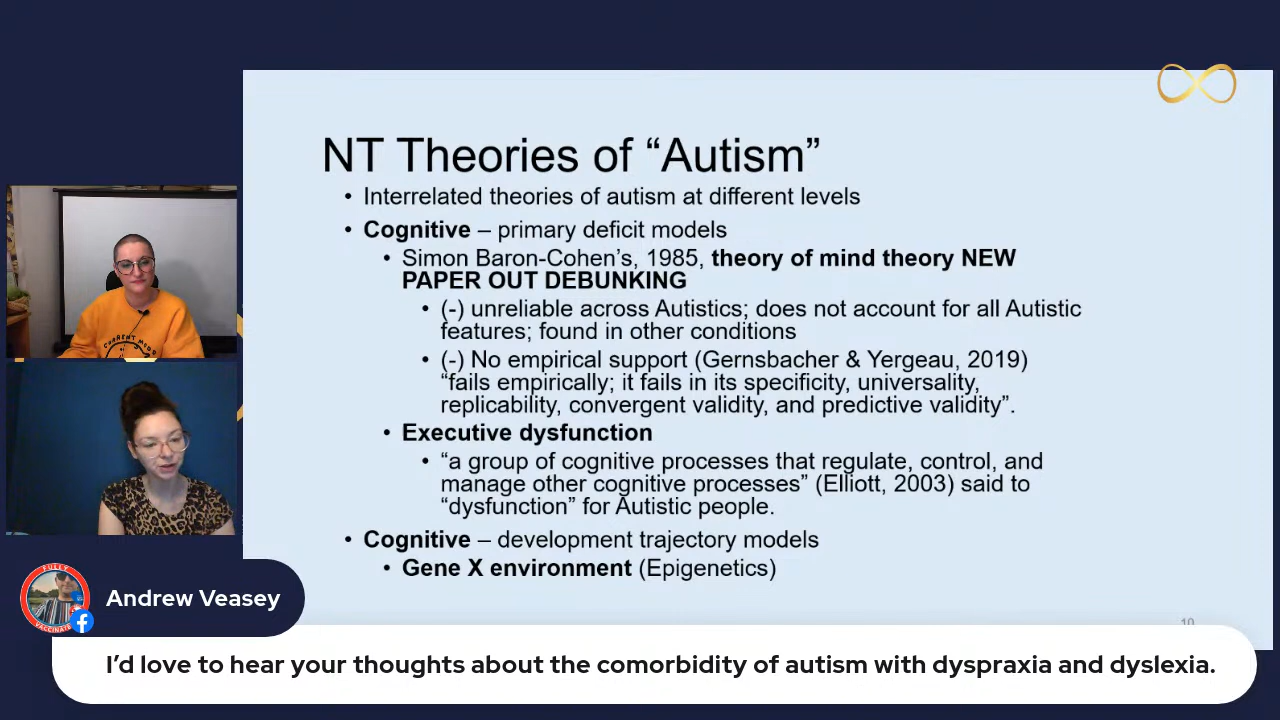 NT Theories of “Autism”
• Interrelated theories of autism at different levels
• Cognitive – primary deficit models
• Simon Baron-Cohen’s, 1985, theory of mind theory NEW
PAPER OUT DEBUNKING
• (-) unreliable across Autistics; does not account for all Autistic
features; found in other conditions
• (-) No empirical support (Gernsbacher & Yergeau, 2019)
“fails empirically; it fails in its specificity, universality,
replicability, convergent validity, and predictive validity”.
• Executive dysfunction
• “a group of cognitive processes that regulate, control, and
manage other cognitive processes” (Elliott, 2003) said to
“dysfunction” for Autistic people.
• Cognitive – development trajectory models
• Gene X environment (Epigenetics)
10
CURRENT MOOD
FULLY
VACCINATED
Andrew Veasey
I’d love to hear your thoughts about the comorbidity of autism with dyspraxia and dyslexia.